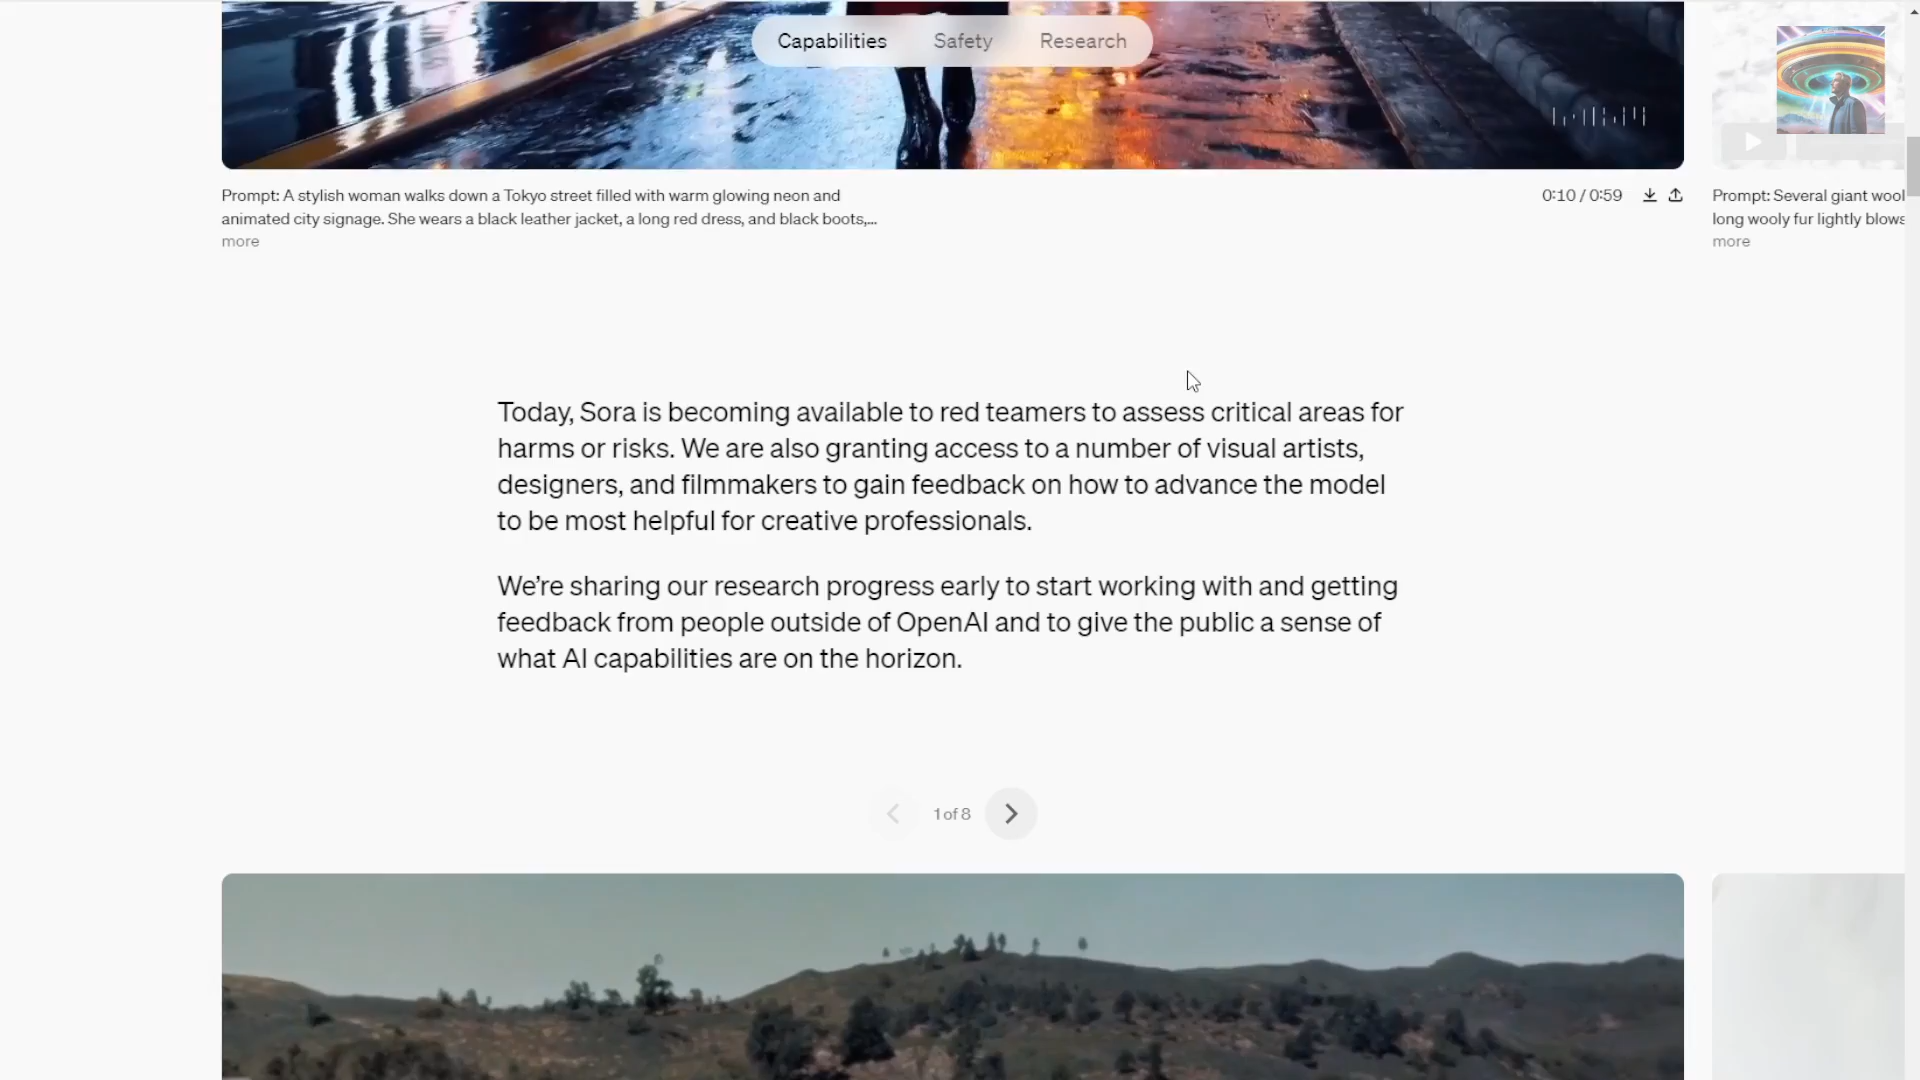 Capabilities
Safety
Research
Prompt: A stylish woman walks down a Tokyo street filled with warm glowing neon and
animated city signage. She wears a black leather jacket, a long red dress, and black boots,...
more
0:10 / 0:59
Prompt: Several giant wool
long wooly fur lightly blows
more
Today, Sora is becoming available to red teamers to assess critical areas for
harms or risks. We are also granting access to a number of visual artists,
designers, and filmmakers to gain feedback on how to advance the model
to be most helpful for creative professionals.
We’re sharing our research progress early to start working with and getting
feedback from people outside of OpenAI and to give the public a sense of
what AI capabilities are on the horizon.
1 of 8